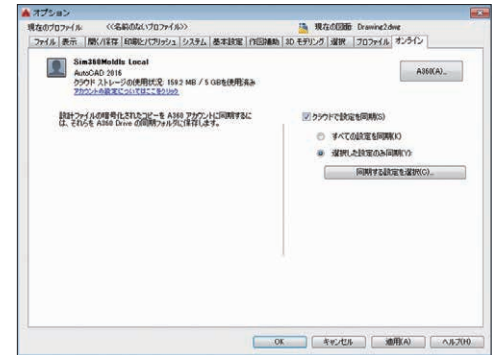 オプション
現在のプロファイル: <<名前のないプロファイル>> 現在の図面: Drawing2.dwg
ファイル 表示 開く/保存 印刷とパブリッシュ システム 基本設定 作図補助 3D モデリング 選択 プロファイル オンライン
Sim360Moldls Local
AutoCAD 2016
クラウド ストレージの使用状況: 1592 MB / 5 GBを使用済み
アカウントの設定についてはここをクリック
A360(A)...
設計ファイルの暗号化されたコピーを A360 アカウントに同期するに
は、それらを A360 Drive の同期フォルダに保存します。
クラウドで設定を同期(S)
すべての設定を同期(K)
選択した設定のみ同期(Y):
同期する設定を選択(C)...
OK キャンセル 適用(A) ヘルプ(H)